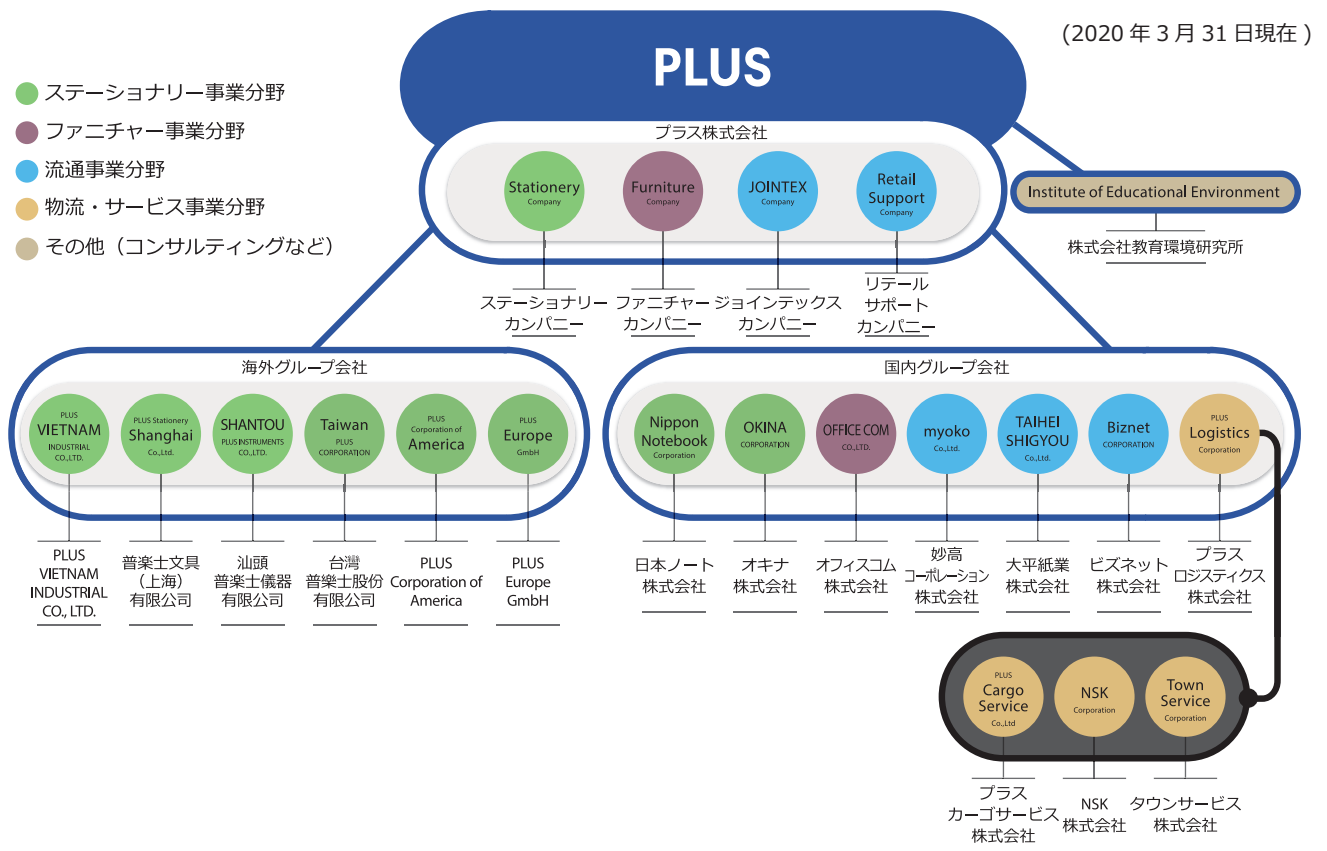 PLUS
(2020 年 3 月 31 日現在 )
ステーショナリー事業分野
ファニチャー事業分野
流通事業分野
物流・サービス事業分野
その他（コンサルティングなど）
プラス株式会社
Stationery
Company
Furniture
Company
JOINTEX
Company
Retail
Support
Company
ステーショナリー
カンパニー
ファニチャー
カンパニー
ジョインテックス
カンパニー
リテール
サポート
カンパニー
Institute of Educational Environment
株式会社教育環境研究所
海外グループ会社
PLUS
VIETNAM
INDUSTRIAL
CO.,LTD.
PLUS Stationery
Shanghai
Co.,Ltd.
SHANTOU
PLUS INSTRUMENTS
CO.,LTD.
Taiwan
PLUS
CORPORATION
PLUS
Corporation of
America
PLUS
Europe
GmbH
PLUS
VIETNAM
INDUSTRIAL
CO., LTD.
普楽士文具
（上海）
有限公司
汕頭
普楽士儀器
有限公司
台灣
普樂士股份
有限公司
PLUS
Corporation of
America
PLUS
Europe
GmbH
国内グループ会社
Nippon
Notebook
Corporation
OKINA
CORPORATION
OFFICE COM
CO., LTD.
myoko
Co.,Ltd.
TAIHEI
SHIGYOU
Co.,Ltd.
Biznet
CORPORATION
PLUS
Logistics
Corporation
日本ノート
株式会社
オキナ
株式会社
オフィスコム
株式会社
妙高
コーポレーション
株式会社
大平紙業
株式会社
ビズネット
株式会社
プラス
ロジスティクス
株式会社
PLUS
Cargo
Service
Co.,Ltd
NSK
Corporation
Town
Service
Corporation
プラス
カーゴサービス
株式会社
NSK
株式会社
タウンサービス
株式会社